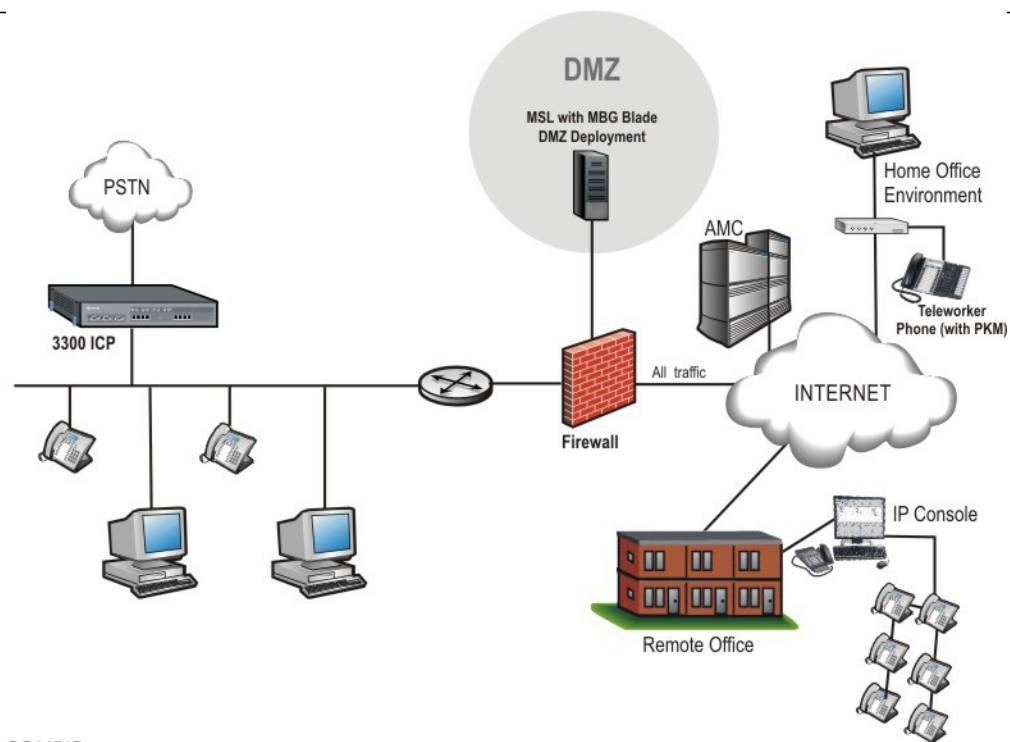 DMZ
MSL with MBG Blade
DMZ Deployment
PSTN
3300 ICP
AMC
Home Office
Environment
Teleworker
Phone (with PKM)
All traffic
INTERNET
Firewall
IP Console
Remote Office